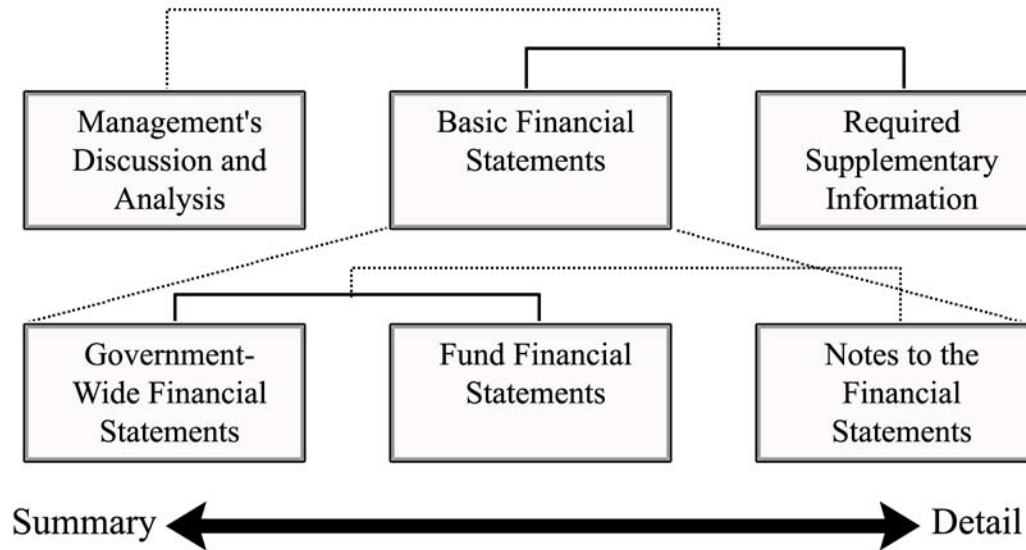 Management's
Discussion and
Analysis
Basic Financial
Statements
Required
Supplementary
Information
Government-
Wide Financial
Statements
Fund Financial
Statements
Notes to the
Financial
Statements
Summary
Detail